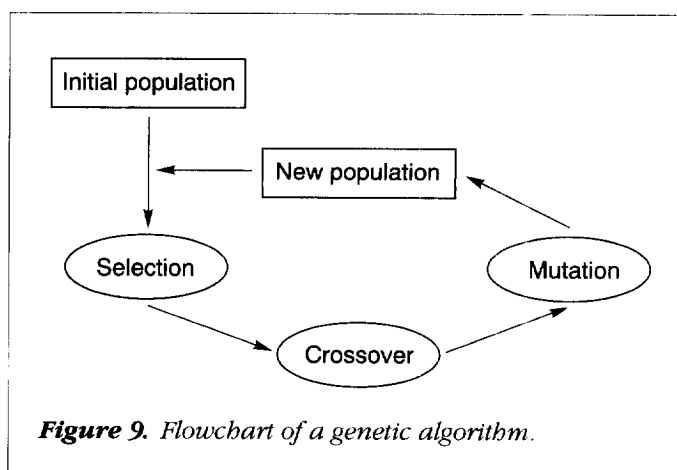 Initial population
New population
Selection
Mutation
Crossover
Figure 9. Flowchart of a genetic algorithm.